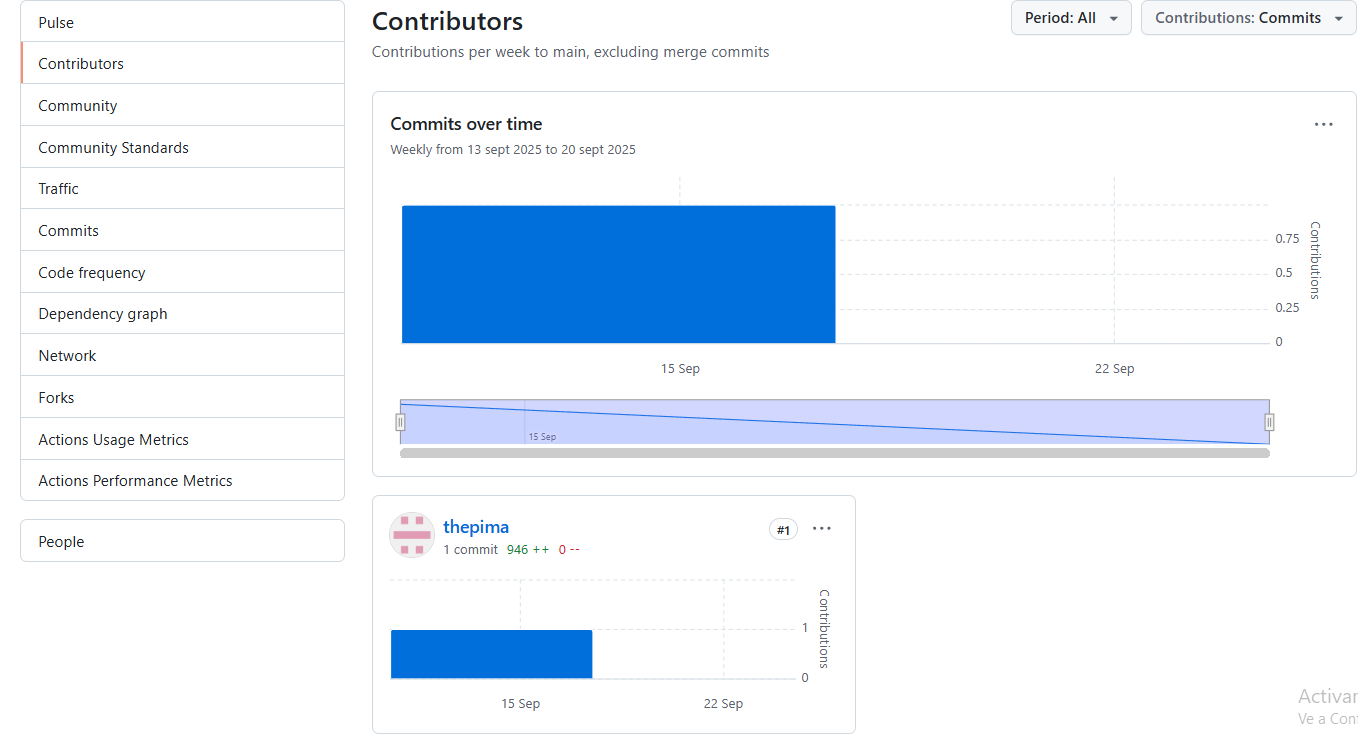 Pulse
Contributors
Community
Community Standards
Traffic
Commits
Code frequency
Dependency graph
Network
Forks
Actions Usage Metrics
Actions Performance Metrics
People
Contributors
Contributions per week to main, excluding merge commits
Period: All
Contributions: Commits
Commits over time
Weekly from 13 sept 2025 to 20 sept 2025
0.75
0.5
0.25
0
Contributions
15 Sep
22 Sep
15 Sep
thepima
#1
1 commit 946 ++ 0 --
1
0
Contributions
15 Sep
22 Sep
Activar
Ve a